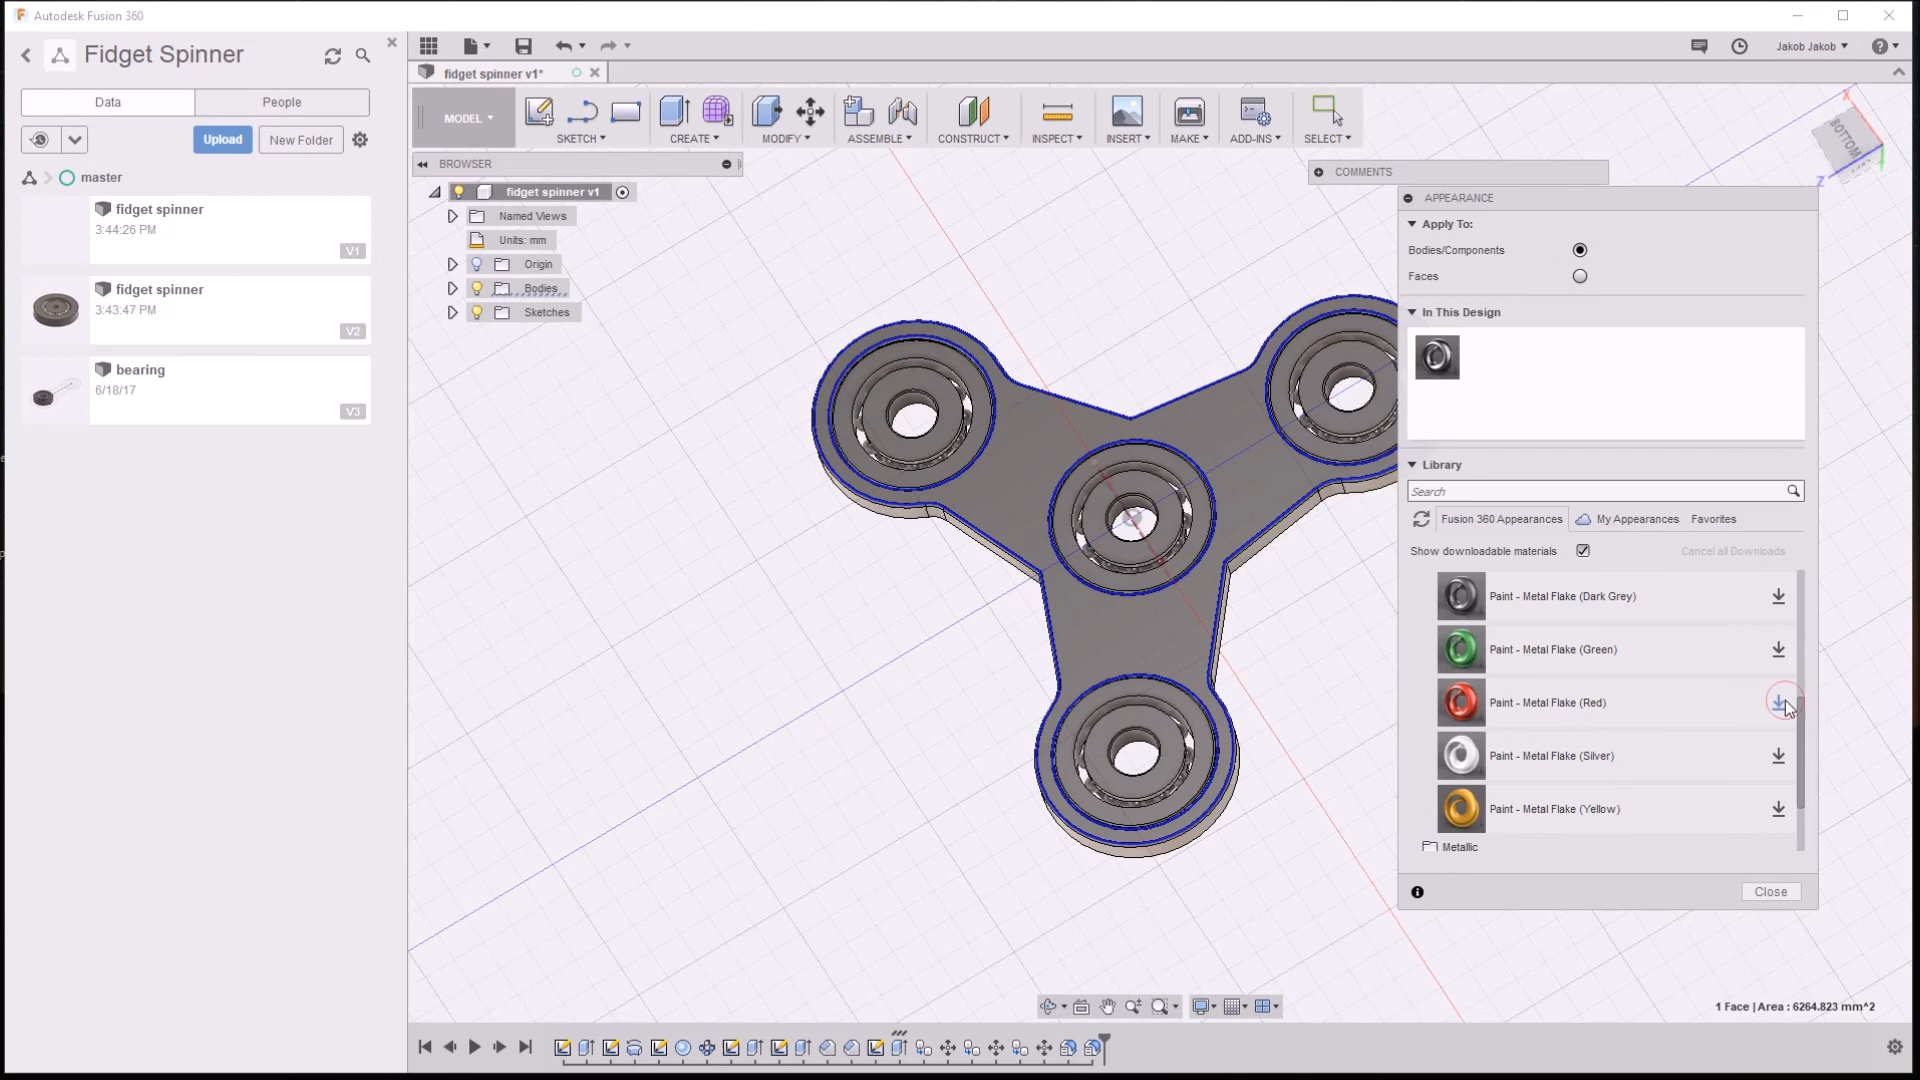 Autodesk Fusion 360
Fidget Spinner
Data
People
Upload
New Folder
master
fidget spinner
3:44:26 PM
V1
fidget spinner
3:43:47 PM
V2
bearing
6/18/17
V3
Jakob Jakob
fidget spinner v1*
MODEL
SKETCH
CREATE
MODIFY
ASSEMBLE
CONSTRUCT
INSPECT
INSERT
MAKE
ADD-INS
SELECT
BROWSER
fidget spinner v1
Named Views
Units: mm
Origin
Bodies
Sketches
X
BOTTOM
Z
COMMENTS
APPEARANCE
Apply To:
Bodies/Components
Faces
In This Design
Library
Search
Fusion 360 Appearances
My Appearances
Favorites
Show downloadable materials
Cancel all Downloads
Paint - Metal Flake (Dark Grey)
Paint - Metal Flake (Green)
Paint - Metal Flake (Red)
Paint - Metal Flake (Silver)
Paint - Metal Flake (Yellow)
Metallic
Close
1 Face | Area : 6264.823 mm^2